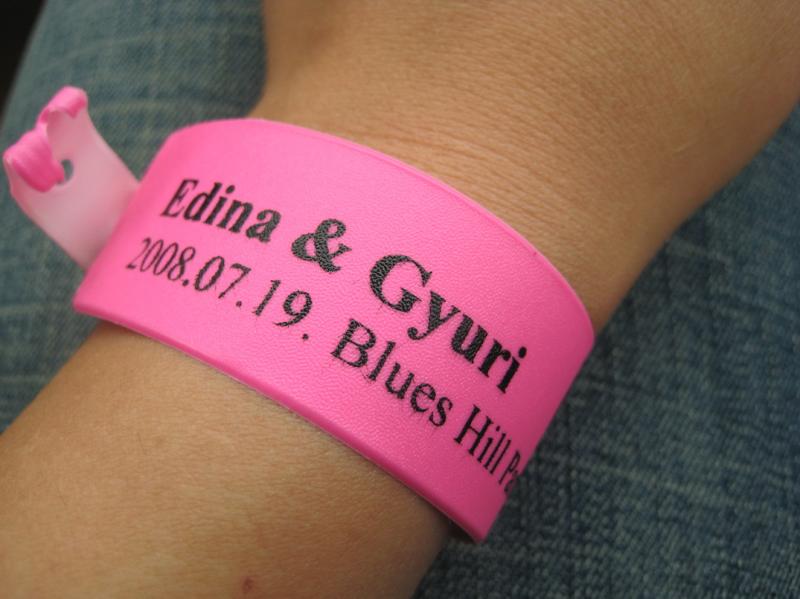 Edina & Gyuri
2008.07.19. Blues Hill